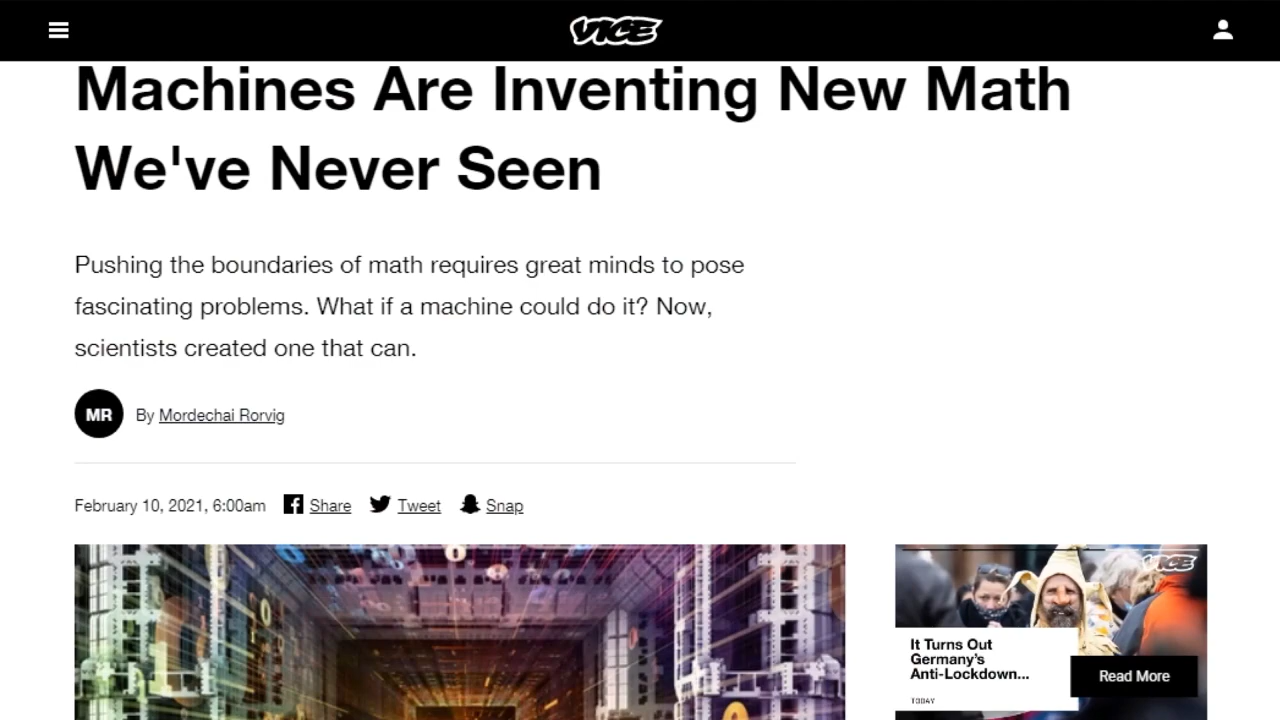 VICE
Machines Are Inventing New Math
We've Never Seen
Pushing the boundaries of math requires great minds to pose
fascinating problems. What if a machine could do it? Now,
scientists created one that can.
MR
By Mordechai Rorvig
February 10, 2021, 6:00am
Share
Tweet
Snap
VICE
It Turns Out
Germany's
Anti-Lockdown...
TODAY
Read More